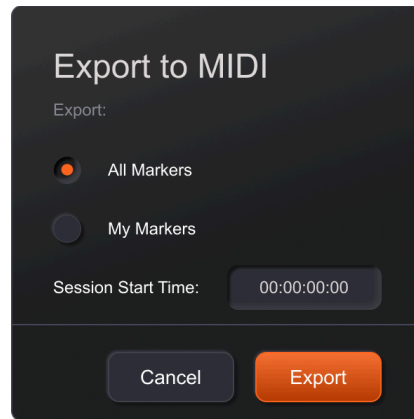 Export to MIDI
Export:
All Markers
My Markers
Session Start Time: 00:00:00:00
Cancel Export